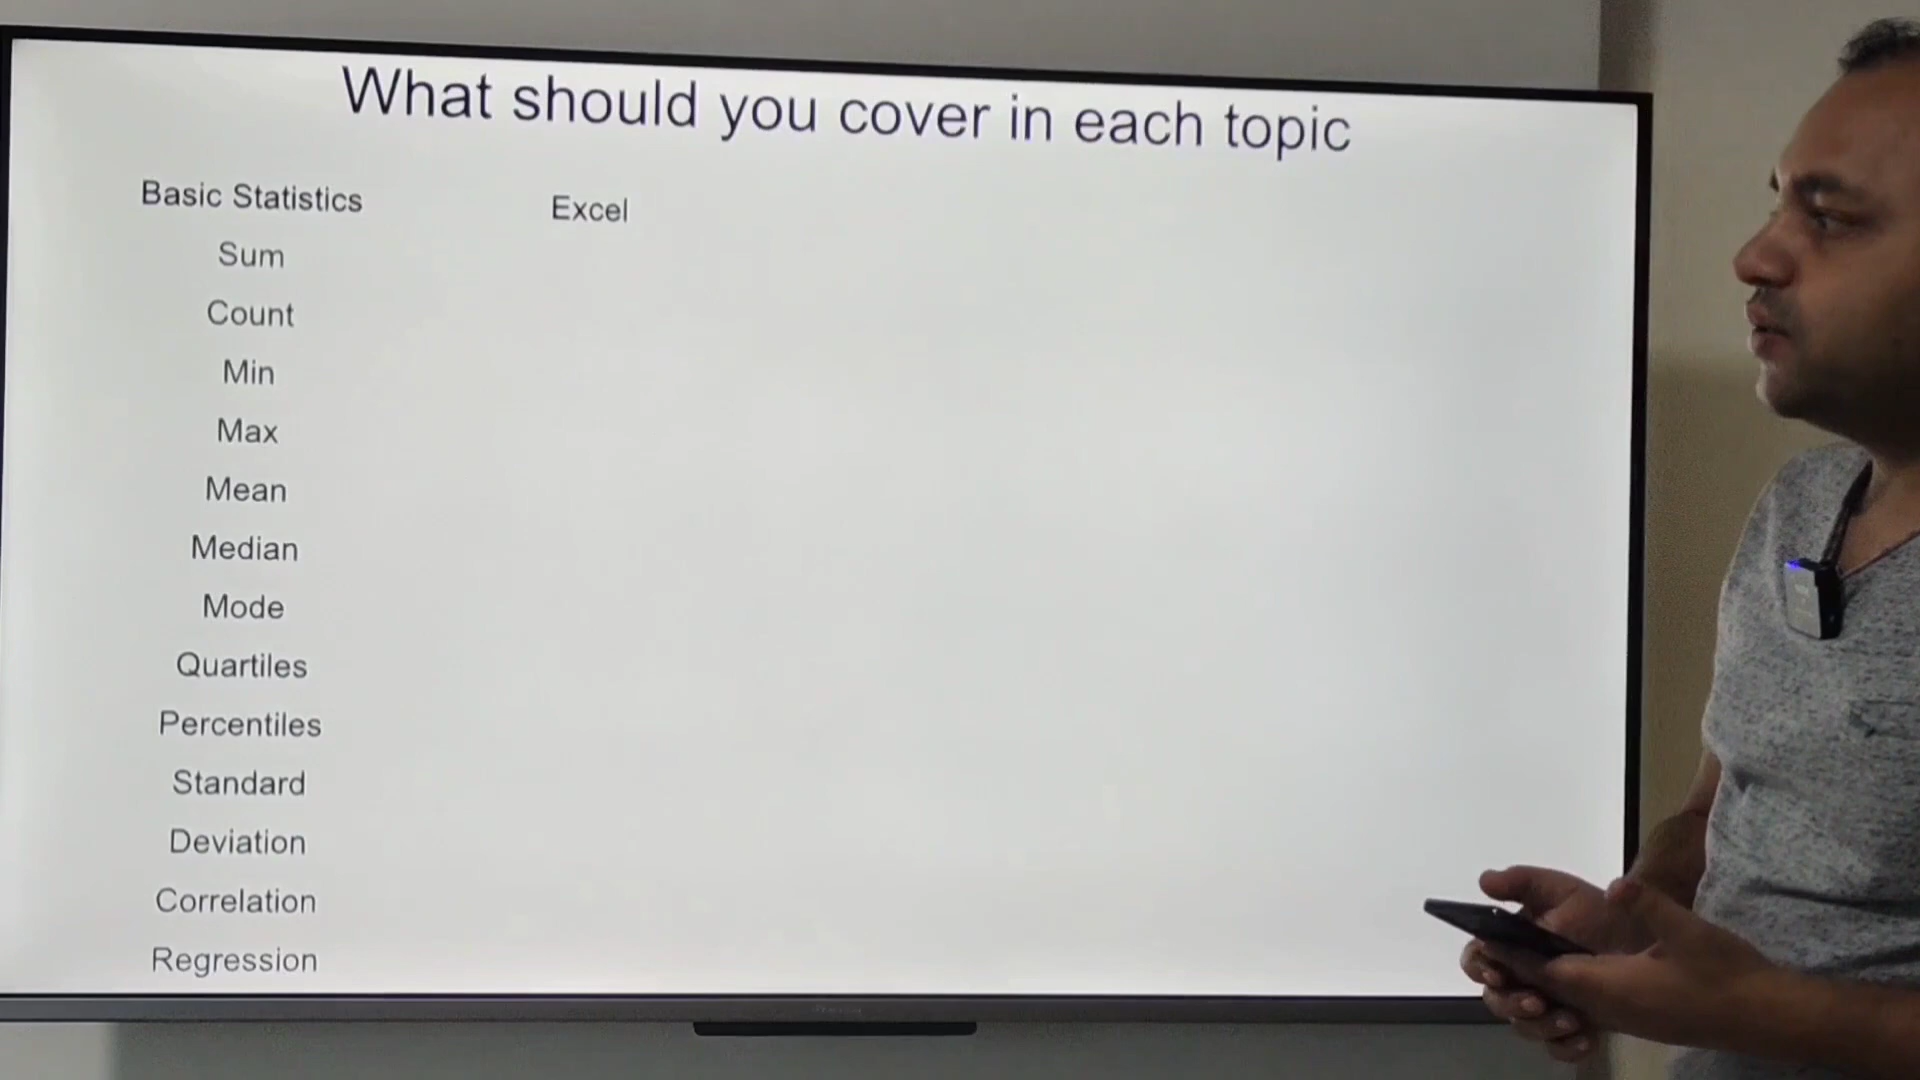 What should you cover in each topic
Basic Statistics
Sum
Count
Min
Max
Mean
Median
Mode
Quartiles
Percentiles
Standard
Deviation
Correlation
Regression
Excel